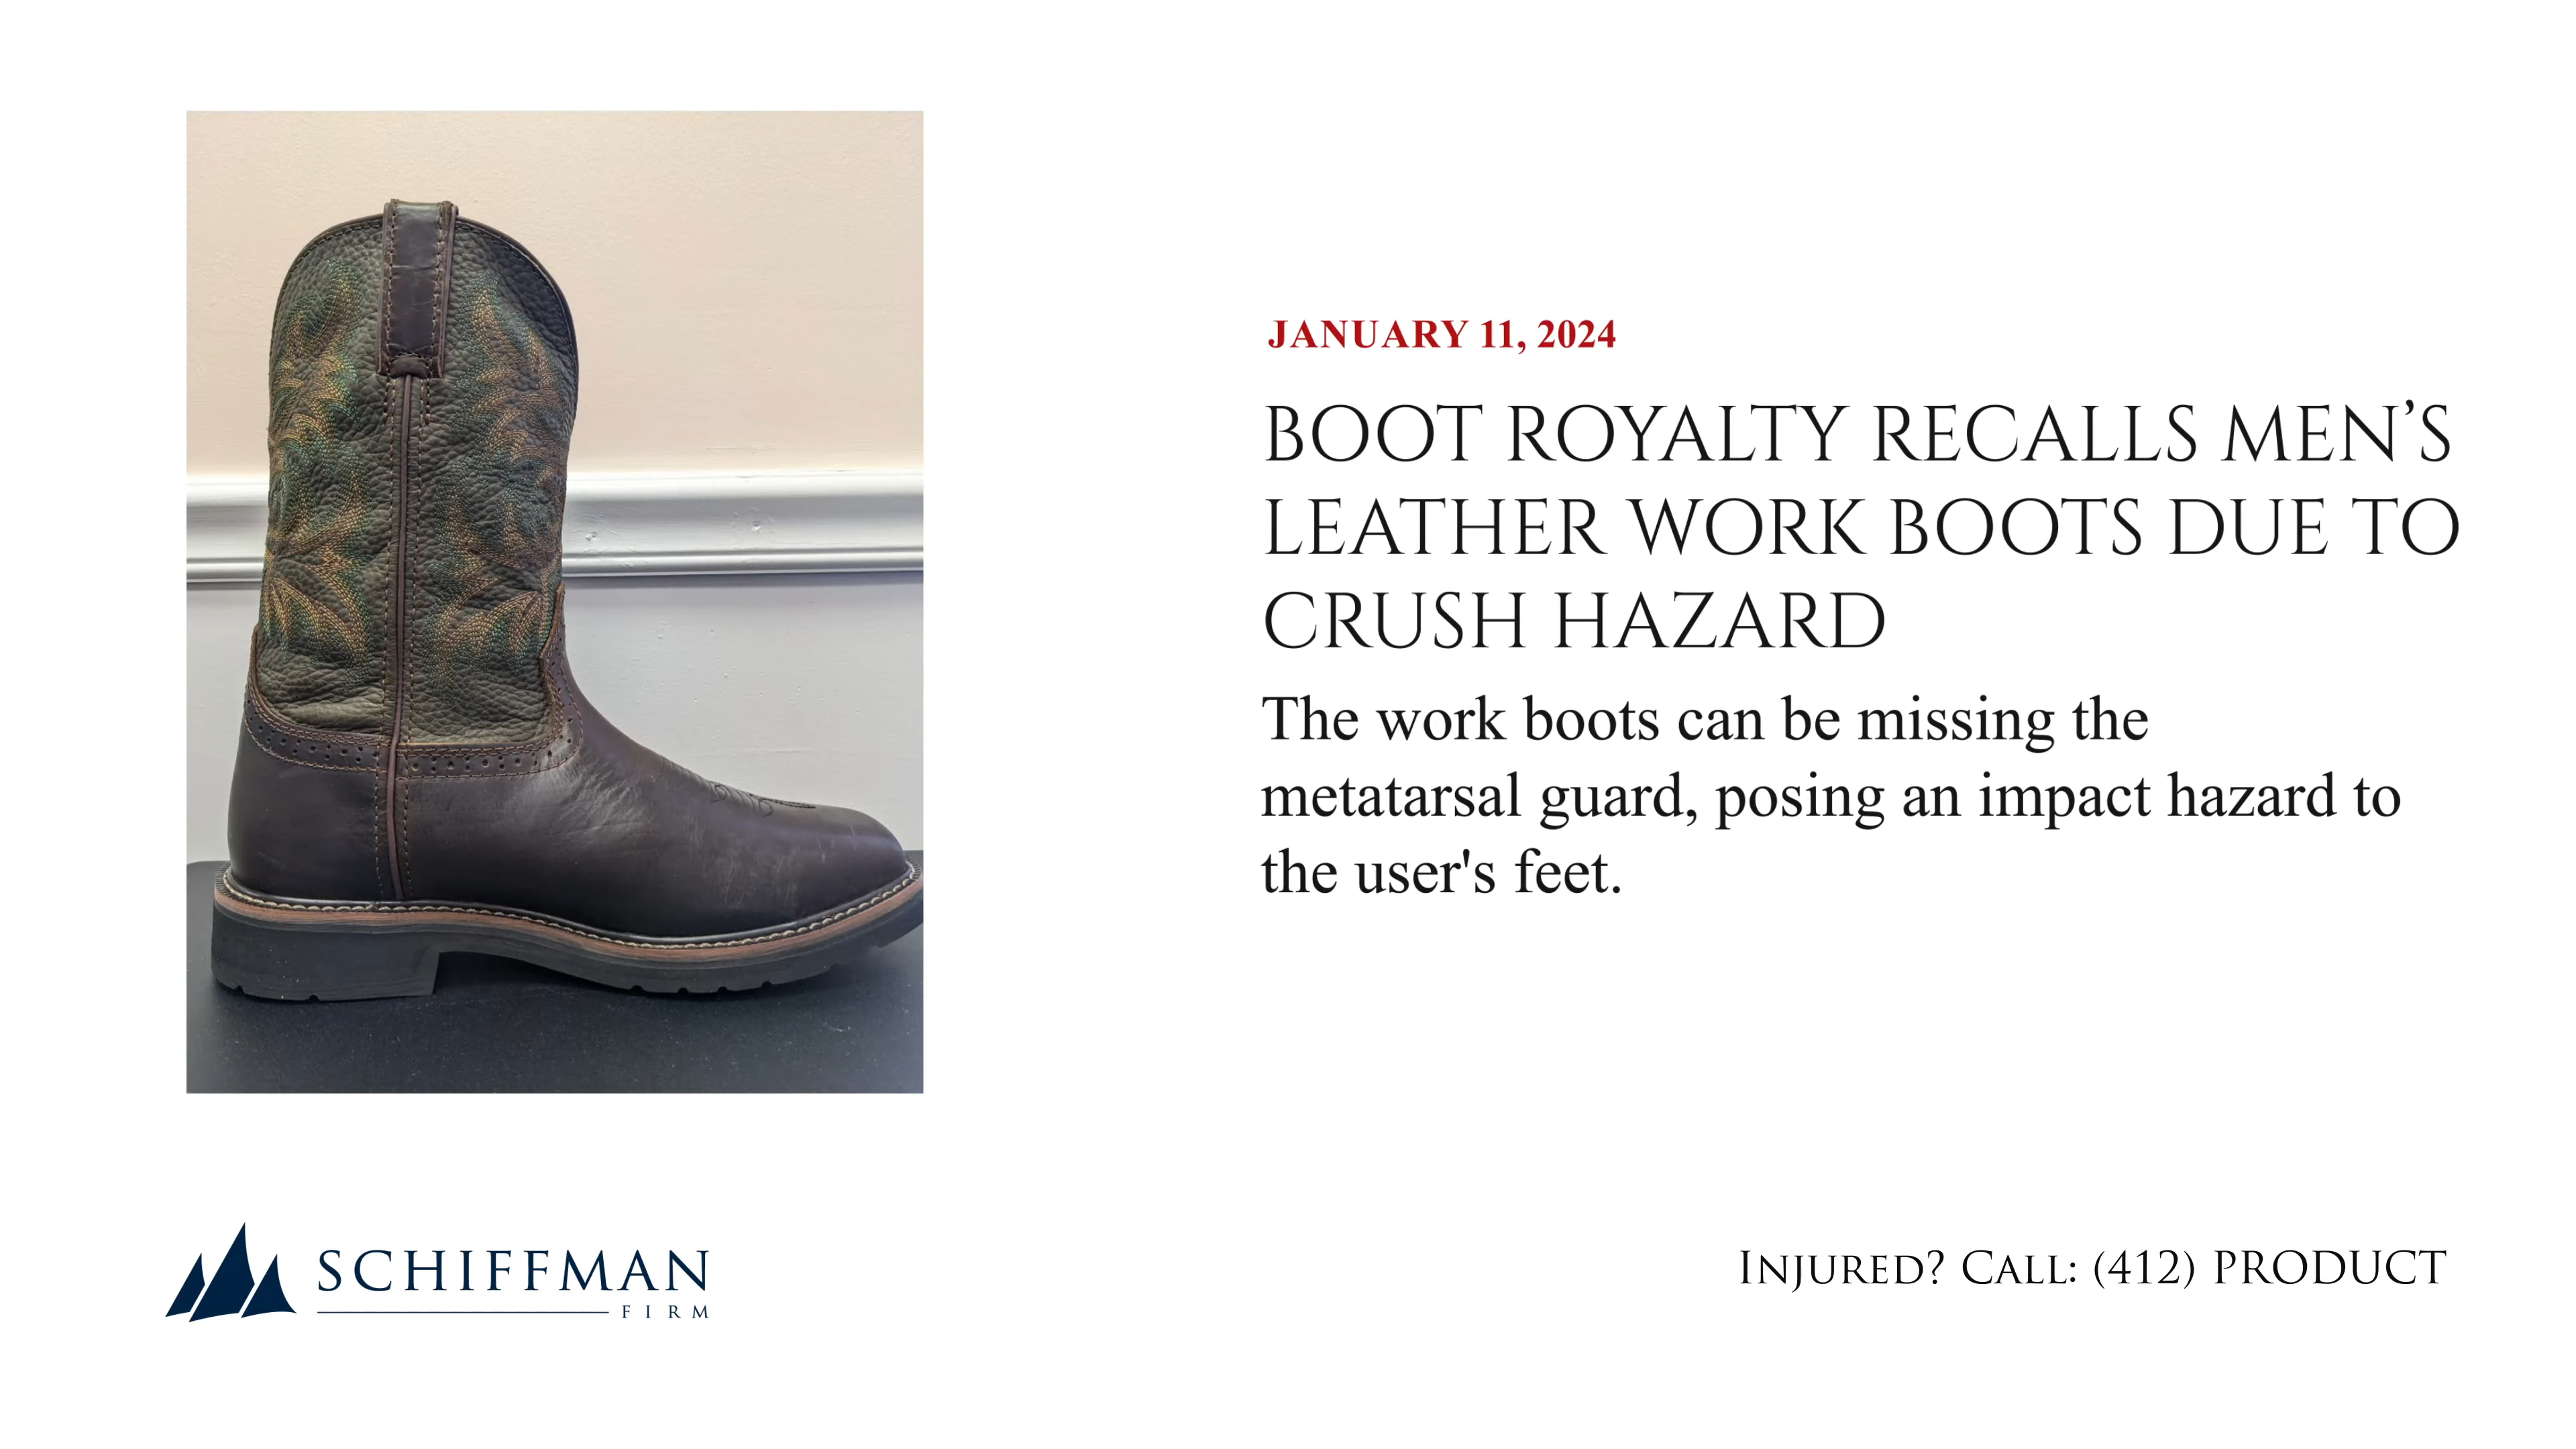 JANUARY 11, 2024
BOOT ROYALTY RECALLS MEN’S
LEATHER WORK BOOTS DUE TO
CRUSH HAZARD
The work boots can be missing the
metatarsal guard, posing an impact hazard to
the user's feet.
SCHIFFMAN
FIRM
INJURED? CALL: (412) PRODUCT